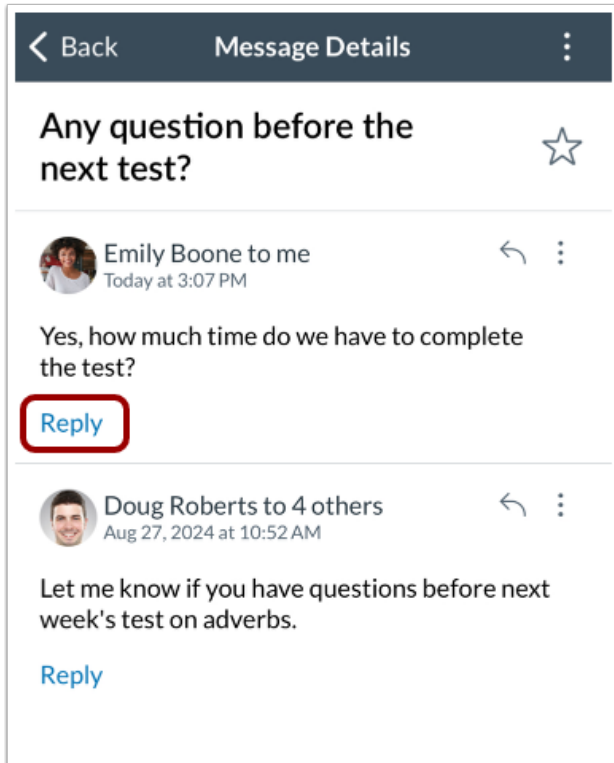 Back
Message Details
Any question before the
next test?
Emily Boone to me
Today at 3:07 PM
Yes, how much time do we have to complete
the test?
Reply
Doug Roberts to 4 others
Aug 27, 2024 at 10:52 AM
Let me know if you have questions before next
week's test on adverbs.
Reply